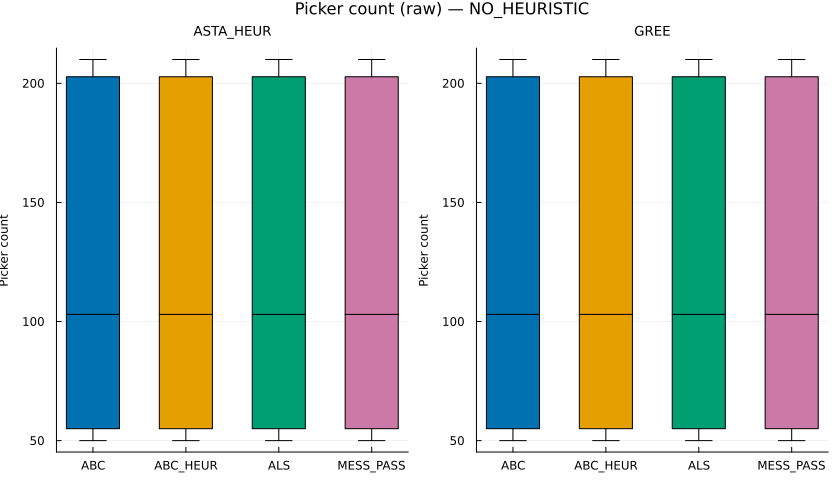 Picker count (raw) — NO_HEURISTIC
ASTA_HEUR
Picker count
200
150
100
50
ABC
ABC_HEUR
ALS
MESS_PASS
GREE
Picker count
200
150
100
50
ABC
ABC_HEUR
ALS
MESS_PASS